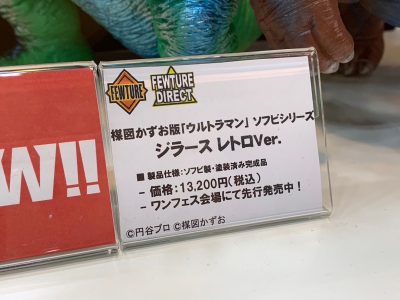 W!!
FEWTURE
FEWTURE
DIRECT
楳図かずお版「ウルトラマン」ソフビシリーズ
ジラース レトロVer.
■ 製品仕様:ソフビ製・塗装済み完成品
- 価格:13,200円(税込)
- ワンフェス会場にて先行発売中!
©円谷プロ ©楳図かずお